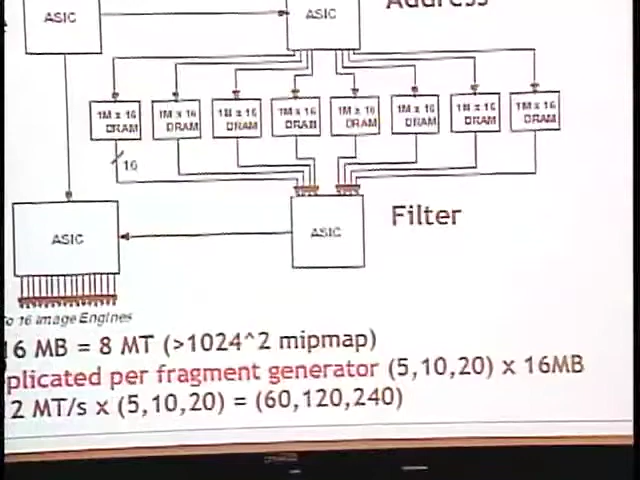 Address
ASIC
ASIC
1M x 16 DRAM
1M x 16 DRAM
1M x 16 DRAM
1M x 16 DRAM
1M x 16 DRAM
1M x 16 DRAM
1M x 16 DRAM
1M x 16 DRAM
16
Filter
ASIC
ASIC
To 16 Image Engines
16 MB = 8 MT (>1024^2 mipmap)
plicated per fragment generator (5,10,20) x 16MB
2 MT/s x (5,10,20) = (60,120,240)